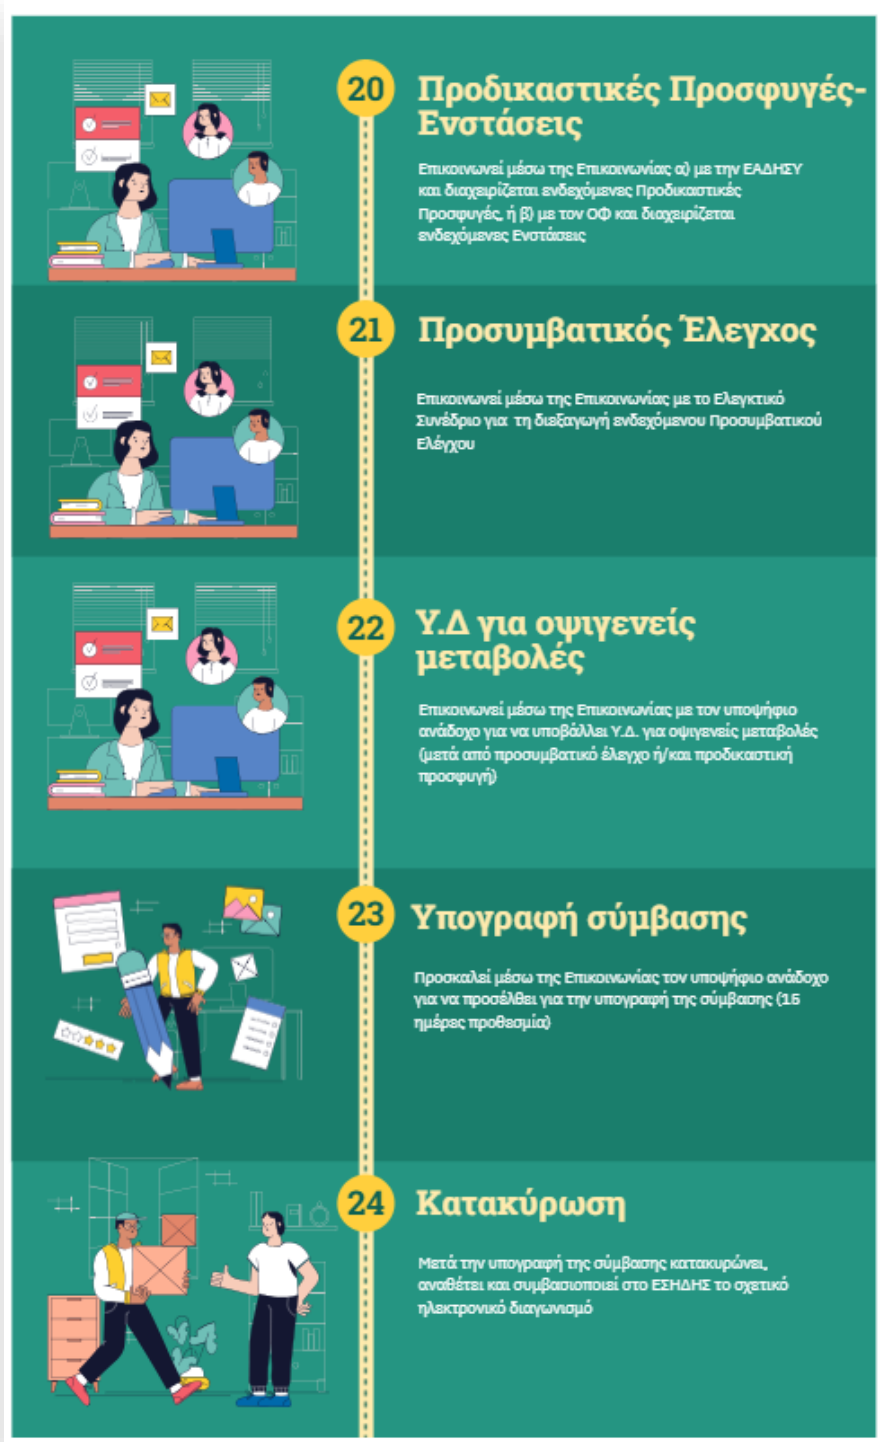 20
Προδικαστικές Προσφυγές-
Ενστάσεις
Επικοινωνεί μέσω της Επικοινωνίας α) με την ΕΑΔΗΣΥ
και διαχειρίζεται ενδεχόμενες Προδικαστικές
Προσφυγές, ή β) με τον ΟΦ και διαχειρίζεται
ενδεχόμενες Ενστάσεις
21
Προσυμβατικός Έλεγχος
Επικοινωνεί μέσω της Επικοινωνίας με το Ελεγκτικό
Συνέδριο για τη διεξαγωγή ενδεχόμενου Προσυμβατικού
Ελέγχου
22
Υ.Δ για οψιγενείς
μεταβολές
Επικοινωνεί μέσω της Επικοινωνίας με τον υποψήφιο
ανάδοχο για να υποβάλλει Υ.Δ. για οψιγενείς μεταβολές
(μετά από προσυμβατικό έλεγχο ή/και προδικαστική
προσφυγή)
23
Υπογραφή σύμβασης
Προσκαλεί μέσω της Επικοινωνίας τον υποψήφιο ανάδοχο
για να προσέλθει για την υπογραφή της σύμβασης (15
ημέρες προθεσμία)
24
Κατακύρωση
Μετά την υπογραφή της σύμβασης κατακυρώνει,
αναθέτει και συμβασιοποιεί στο ΕΣΗΔΗΣ το σχετικό
ηλεκτρονικό διαγωνισμό